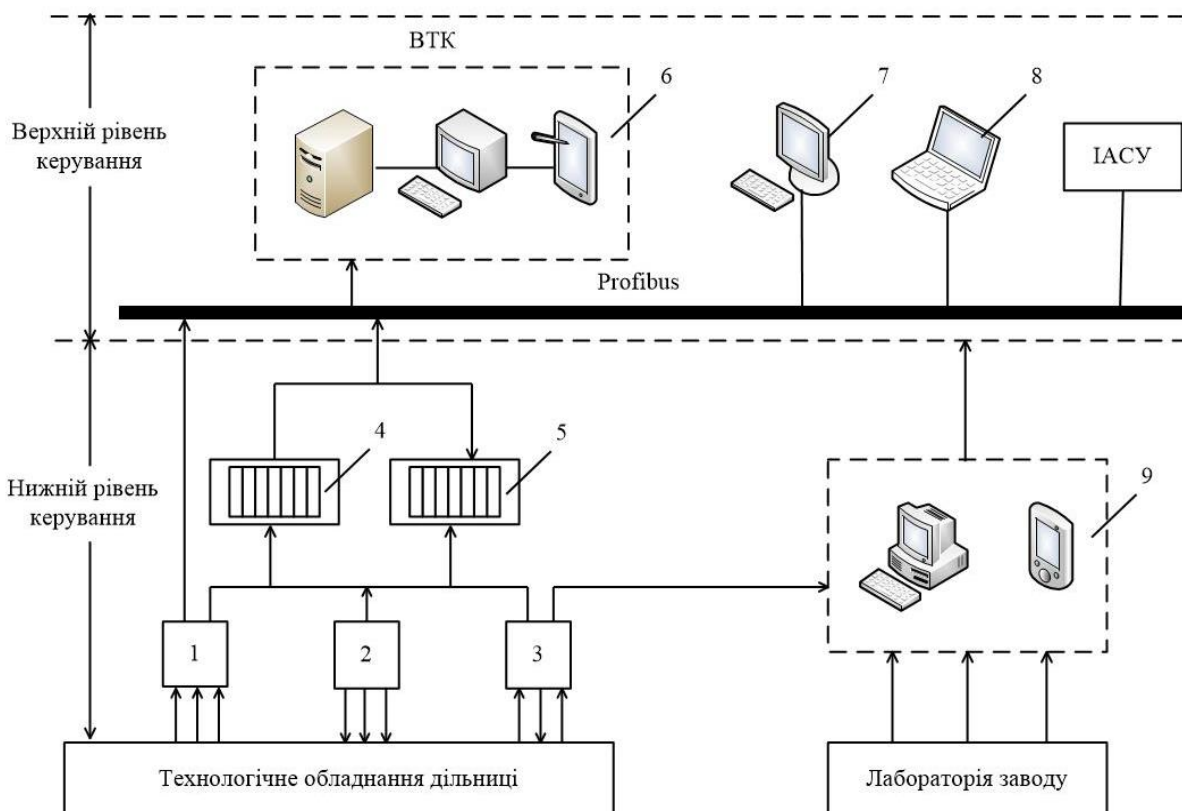 ВТК
6
7
8
Верхній рівень
керування
ІАСУ
Profibus
4
5
Нижній рівень
керування
9
1
2
3
Технологічне обладнання дільниці
Лабораторія заводу